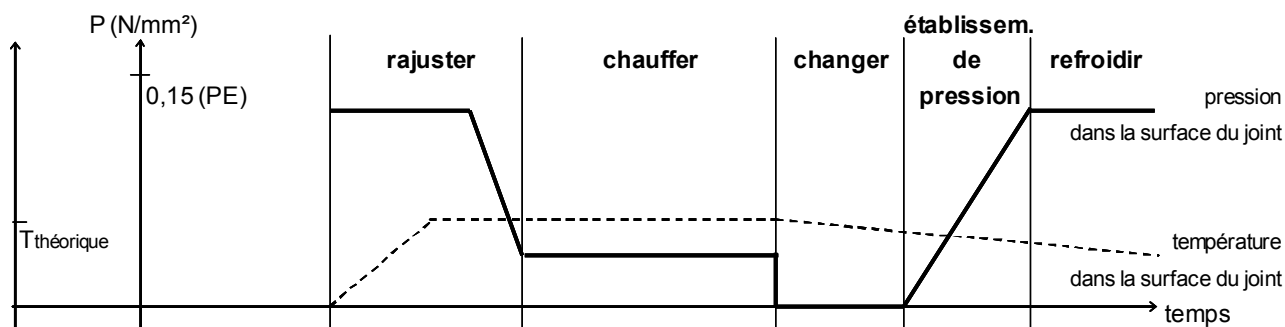 P (N/mm²)
0,15 (PE)
Tthéorique
rajuster
chauffer
changer
établissem.
de
pression
refroidir
pression
dans la surface du joint
température
dans la surface du joint
temps